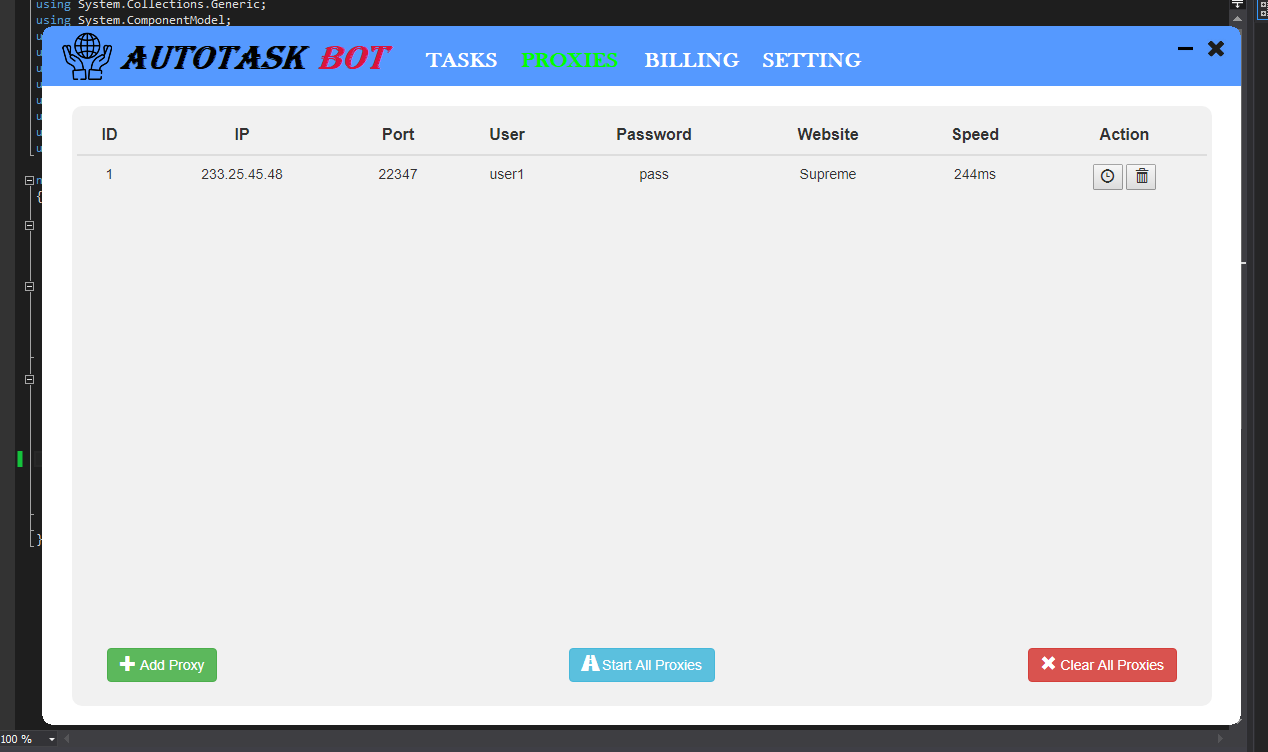 using System.Collections.Generic;
using System.ComponentModel;
AUTOTASK BOT TASKS PROXIES BILLING SETTING
ID IP Port User Password Website Speed Action
1 233.25.45.48 22347 user1 pass Supreme 244ms
{
}
Add Proxy Start All Proxies Clear All Proxies
100 %